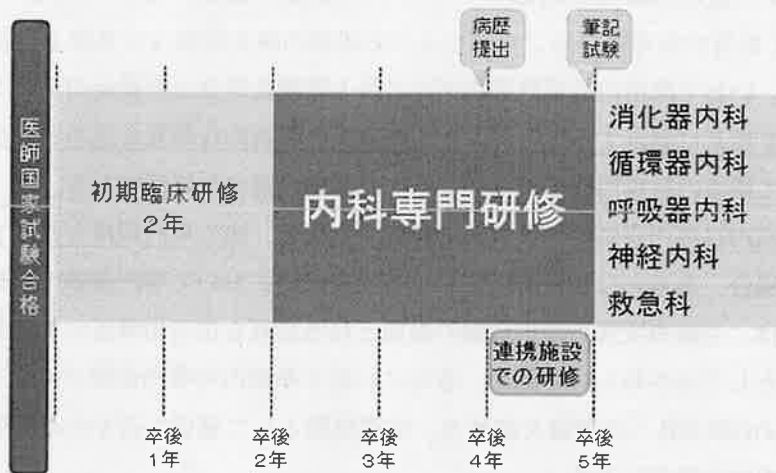 病歴
提出
筆記
試験
医師国家試験合格
初期臨床研修
2年
内科専門研修
消化器内科
循環器内科
呼吸器内科
神経内科
救急科
連携施設
での研修
卒後
1年
卒後
2年
卒後
3年
卒後
4年
卒後
5年